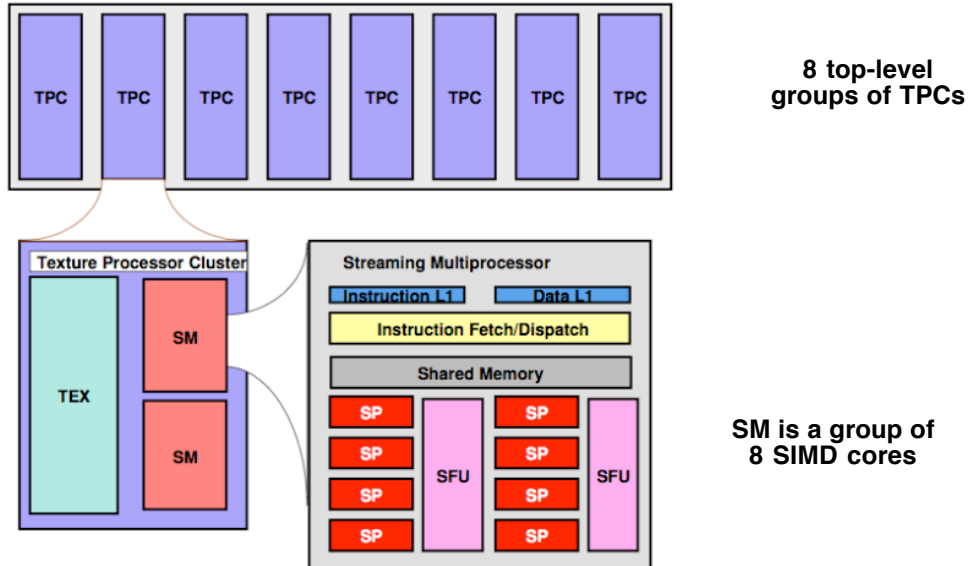 TPC TPC TPC TPC TPC TPC TPC TPC
8 top-level
groups of TPCs
Texture Processor Cluster
TEX
SM
SM
Streaming Multiprocessor
Instruction L1 Data L1
Instruction Fetch/Dispatch
Shared Memory
SP SP
SP SP
SFU SFU
SP SP
SP SP
SM is a group of
8 SIMD cores